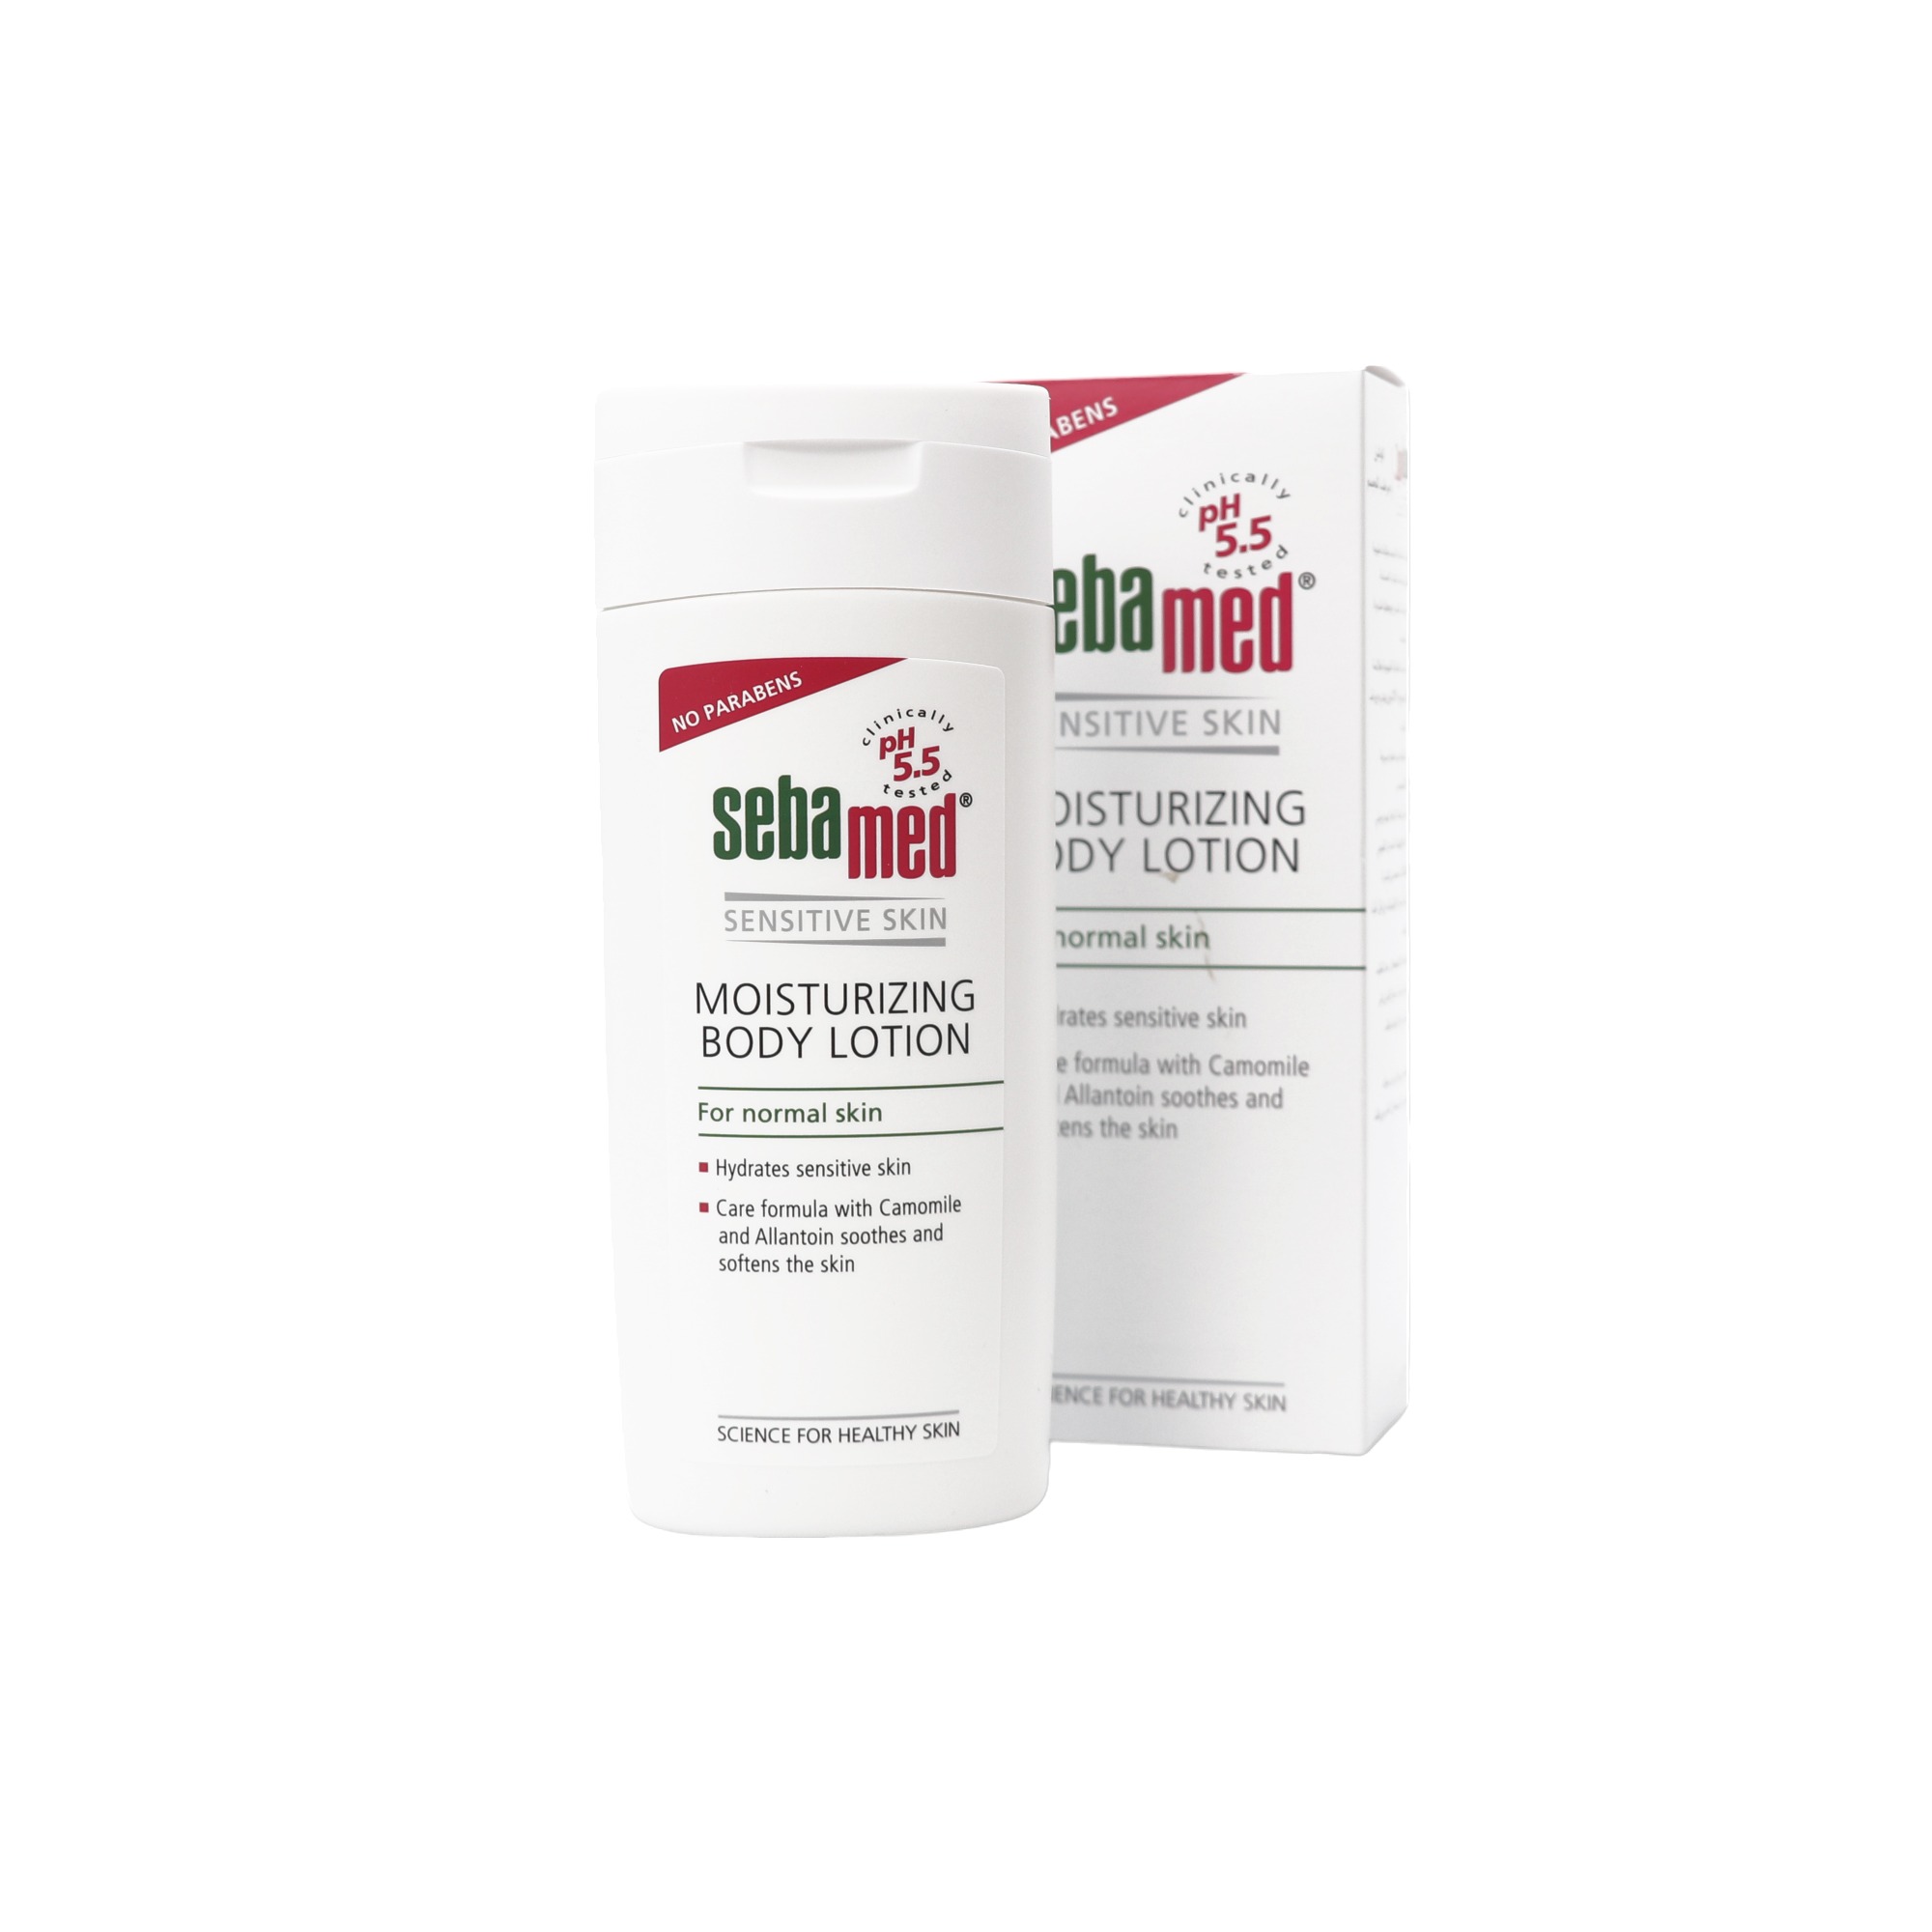 NO PARABENS
clinically
pH
5.5
tested
sebamed®
SENSITIVE SKIN
MOISTURIZING
BODY LOTION
For normal skin
Hydrates sensitive skin
Care formula with Camomile
and Allantoin soothes and
softens the skin
SCIENCE FOR HEALTHY SKIN
ABENS
clinically
pH
5.5
tested
ebamed®
NSITIVE SKIN
OISTURIZING
ODY LOTION
normal skin
rates sensitive skin
e formula with Camomile
Allantoin soothes and
tens the skin
IENCE FOR HEALTHY SKIN